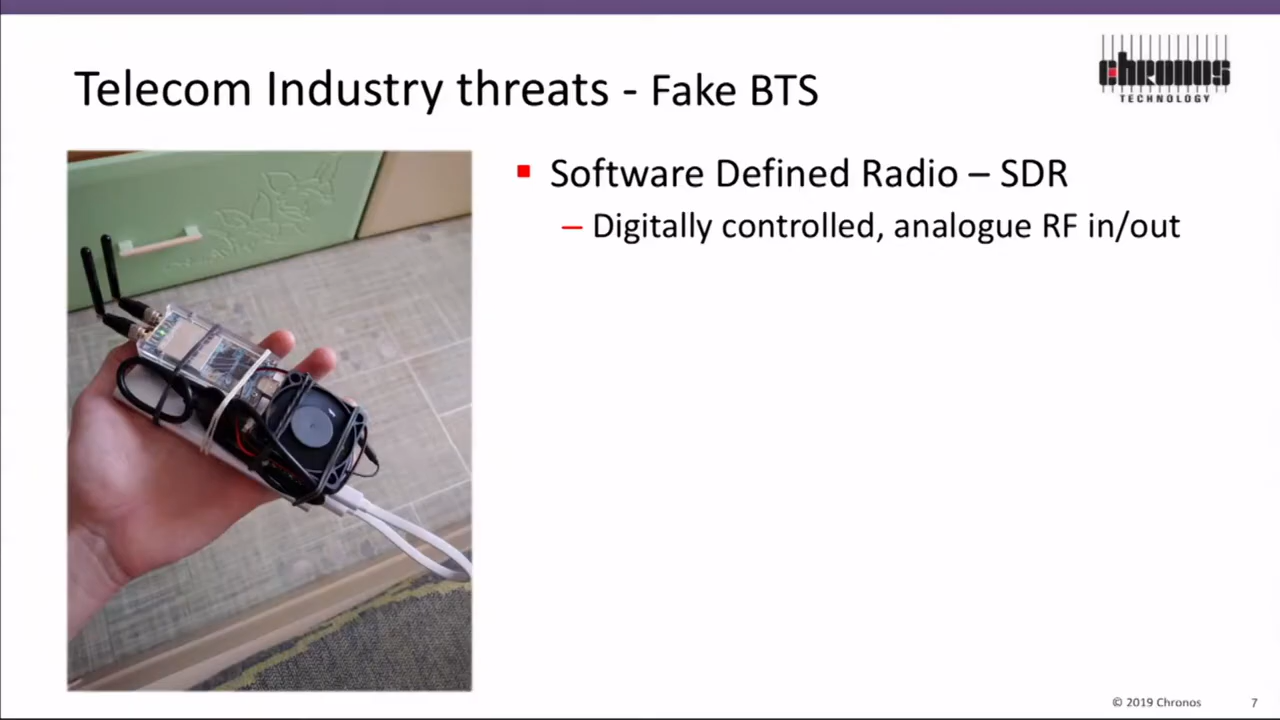 Telecom Industry threats - Fake BTS
chronos
TECHNOLOGY
Software Defined Radio – SDR
– Digitally controlled, analogue RF in/out
© 2019 Chronos
7